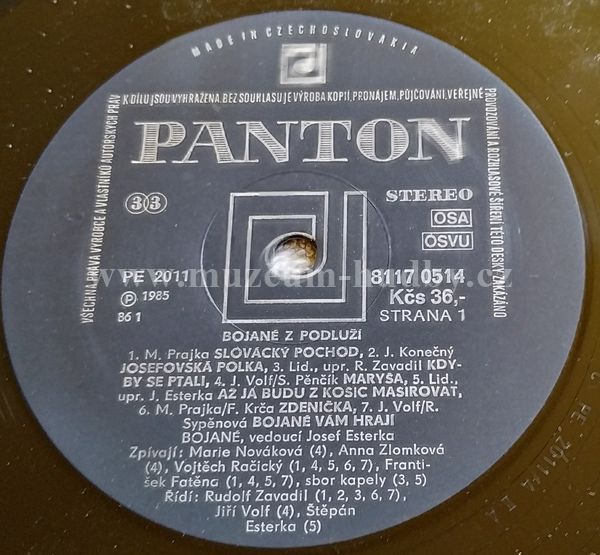 MADE IN CZECHOSLOVAKIA
VŠECHNA PRÁVA VÝROBCE A VLASTNÍKŮ AUTORSKÝCH PRÁV
K DÍLU JSOU VYHRAZENA. BEZ SOUHLASU JE VÝROBA KOPIÍ, PRONÁJEM, PŮJČOVÁNÍ, VEŘEJNÉ
PROVOZOVÁNÍ A ROZHLASOVÉ ŠÍŘENÍ TÉTO DESKY ZAKÁZÁNO
PANTON
33
STEREO
OSA
OSVU
PE 2011
8117 0514
www.muzeum-hudby.cz
℗ 1985
Kčs 36,-
86 1
STRANA 1
BOJANÉ Z PODLUŽÍ
1. M. Prajka SLOVÁCKÝ POCHOD, 2. J. Konečný
JOSEFOVSKÁ POLKA, 3. Lid., upr. R. Zavadil KDY-
BY SE PTALI, 4. J. Volf/S. Pěnčík MARYŠA, 5. Lid.,
upr. J. Esterka AŽ JÁ BUDU Z KOŠIC MAŠÍROVAT,
6. M. Prajka/F. Krča ZDENIČKA, 7. J. Volf/R.
Sypěnová BOJANÉ VÁM HRAJÍ
BOJANÉ, vedoucí Josef Esterka
Zpívají: Marie Nováková (4), Anna Zlomková
(4), Vojtěch Račický (1, 4, 5, 6, 7), Franti-
šek Fatěna (1, 4, 5, 6, 7), sbor kapely (3, 5)
Řídí: Rudolf Zavadil (1, 2, 3, 6, 7),
Jiří Volf (4), Štěpán
Esterka (5)